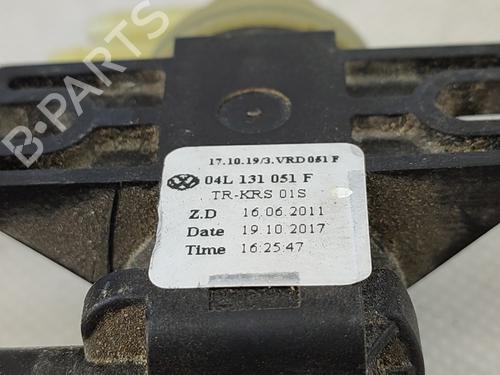 17.10.19/3.VRD 051 F
04L 131 051 F
TR-KRS 01S
Z.D 16.06.2011
Date 19.10.2017
Time 16:25:47
B-PARTS